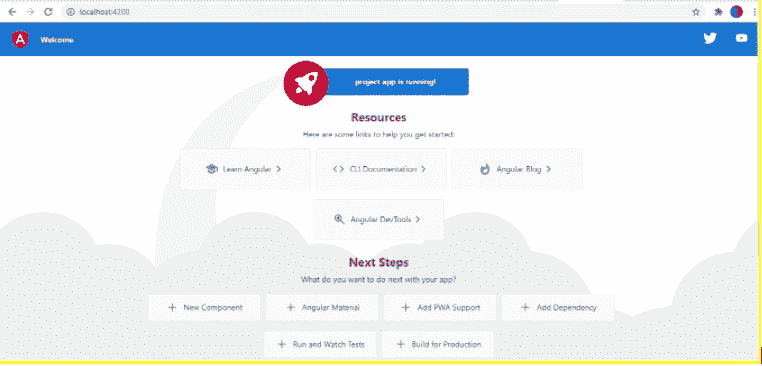 localhost:4200
Welcome
project app is running!
Resources
Here are some links to help you get started:
Learn Angular
CLI Documentation
Angular Blog
Angular DevTools
Next Steps
What do you want to do next with your app?
New Component
Angular Material
Add PWA Support
Add Dependency
Run and Watch Tests
Build for Production